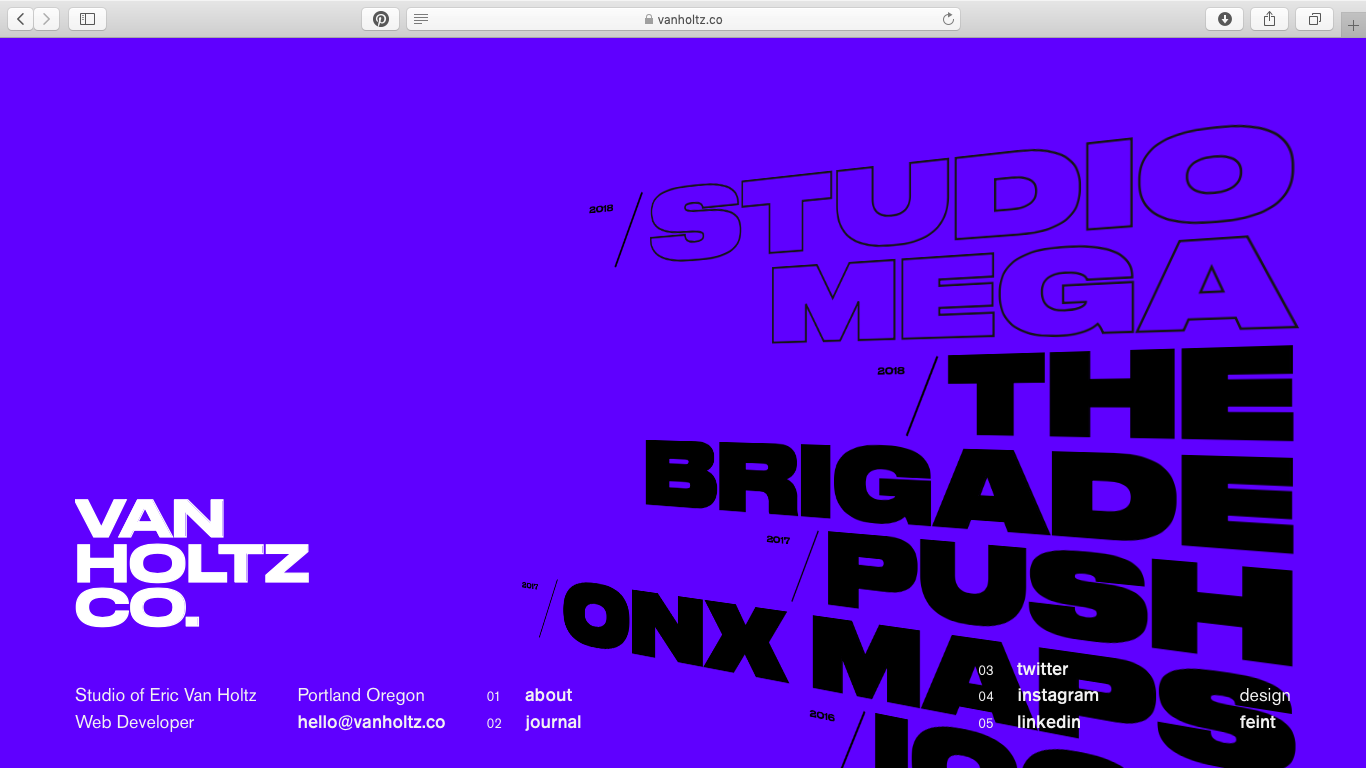 vanholtz.co
2018
STUDIO
MEGA
2018
THE
BRIGADE
2017
PUSH
2017
ONX MAPS
2016
VAN
HOLTZ
CO.
Studio of Eric Van Holtz
Web Developer
Portland Oregon
hello@vanholtz.co
01 about
02 journal
03 twitter
04 instagram
05 linkedin
design
feint